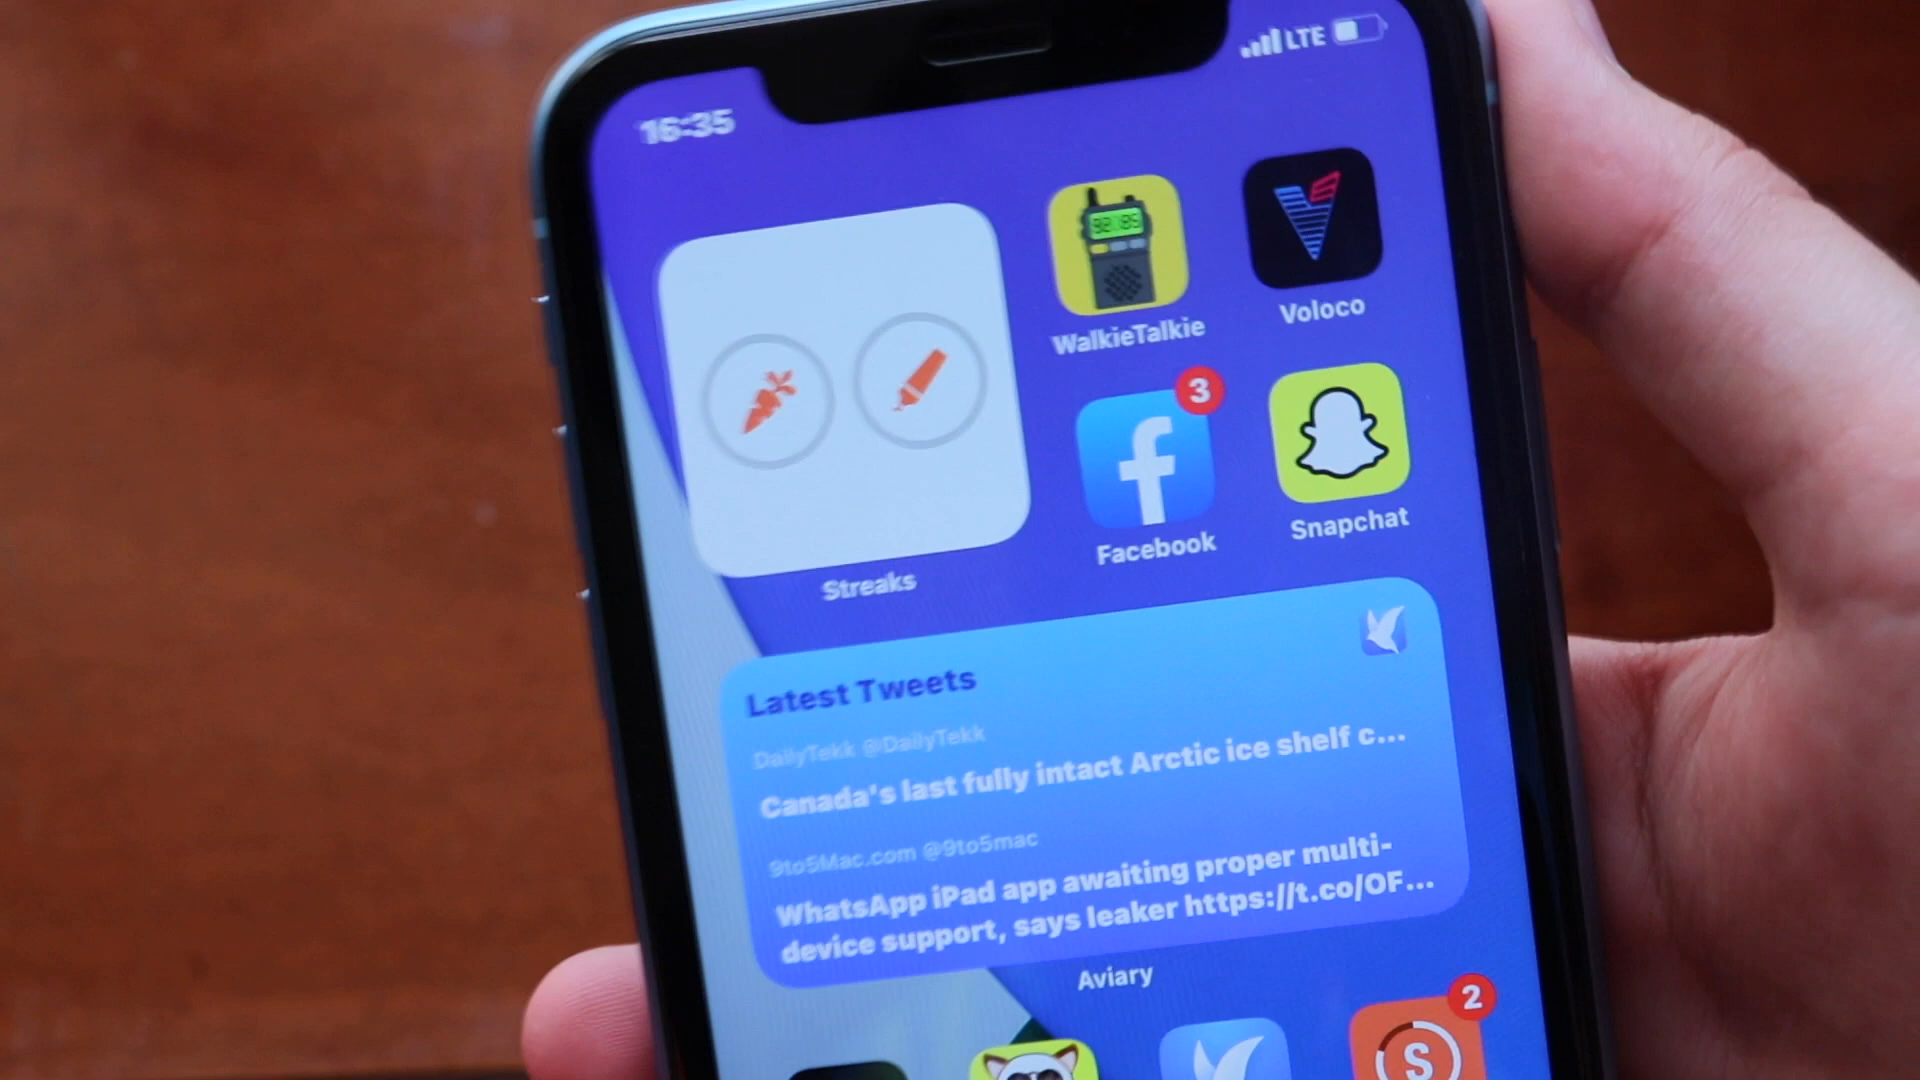 16:35
LTE
92.185
WalkieTalkie
Voloco
3
Facebook
Snapchat
Streaks
Latest Tweets
DailyTekk @DailyTekk
Canada's last fully intact Arctic ice shelf c...
9to5Mac.com @9to5mac
WhatsApp iPad app awaiting proper multi-
device support, says leaker https://t.co/OF...
Aviary
2
S